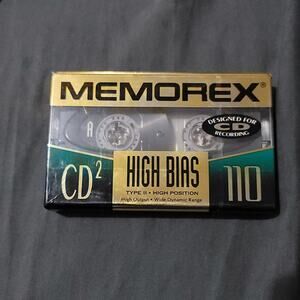 MEMOREX®
DESIGNED FOR
CD
RECORDING
A
CD²
HIGH BIAS
110
TYPE II • HIGH POSITION
High Output • Wide Dynamic Range